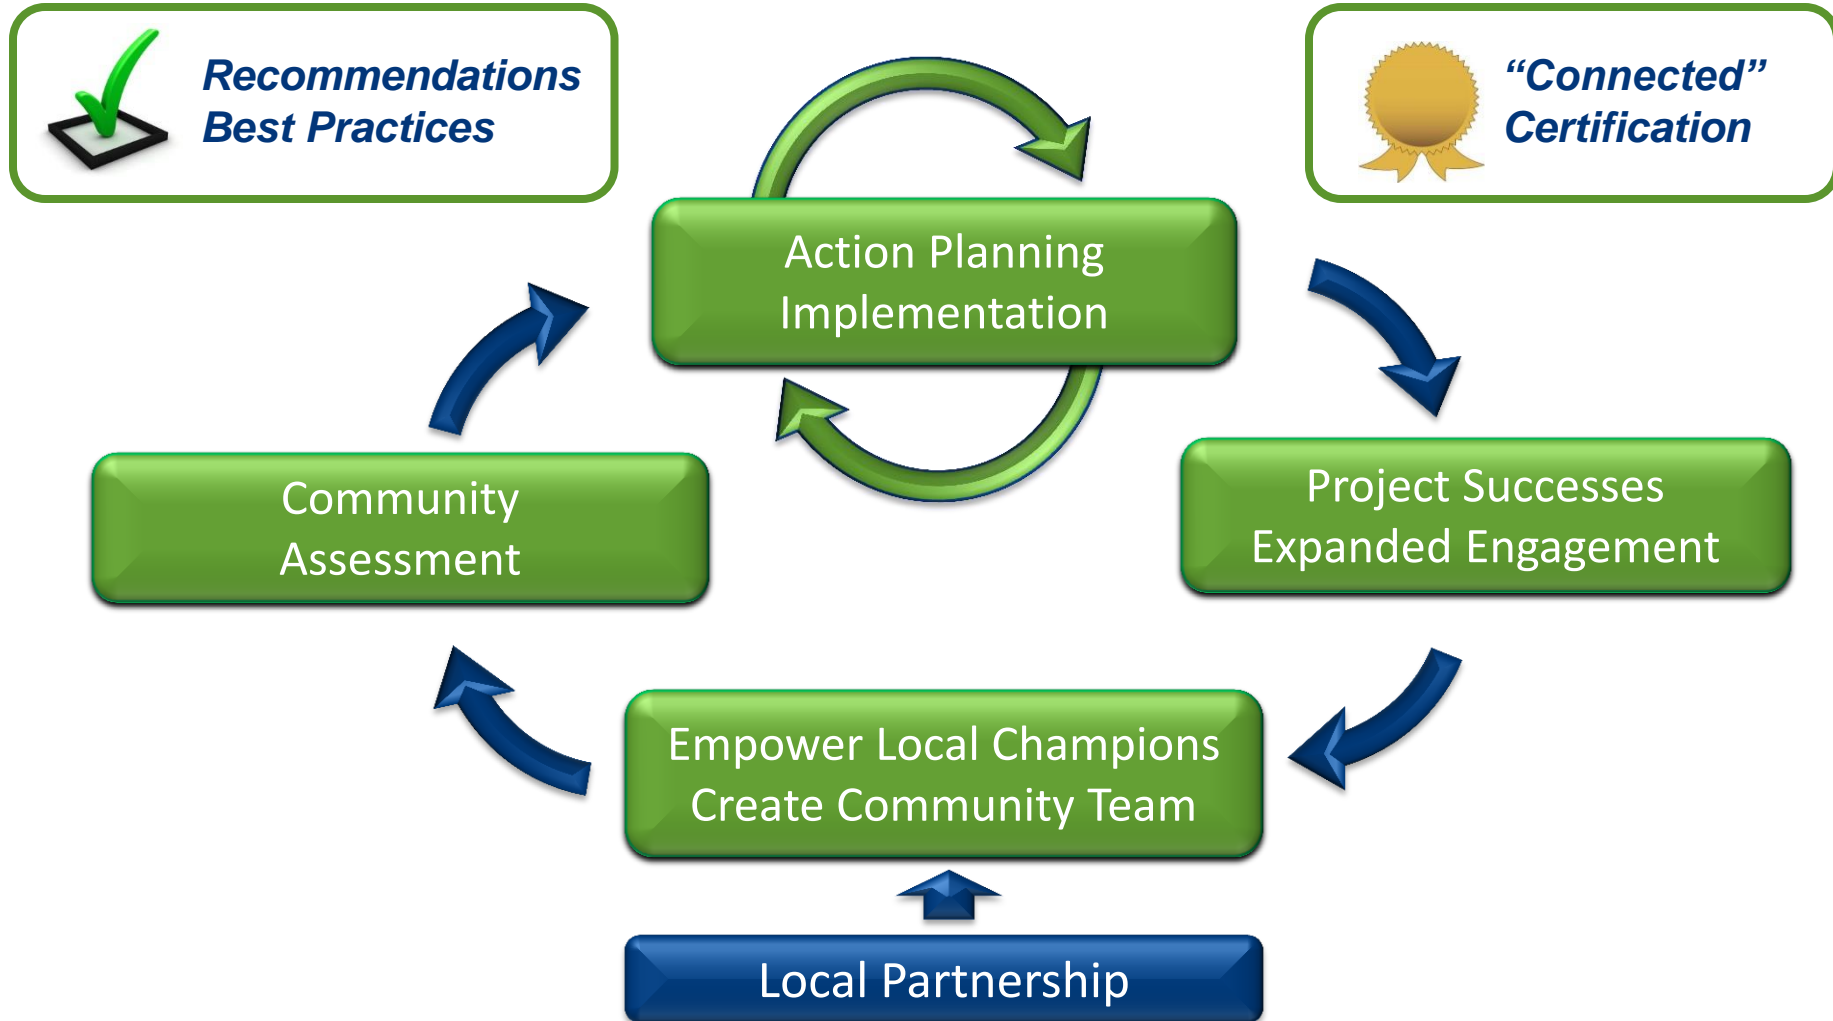 Recommendations
Best Practices
“Connected”
Certification
Action Planning
Implementation
Community
Assessment
Project Successes
Expanded Engagement
Empower Local Champions
Create Community Team
Local Partnership